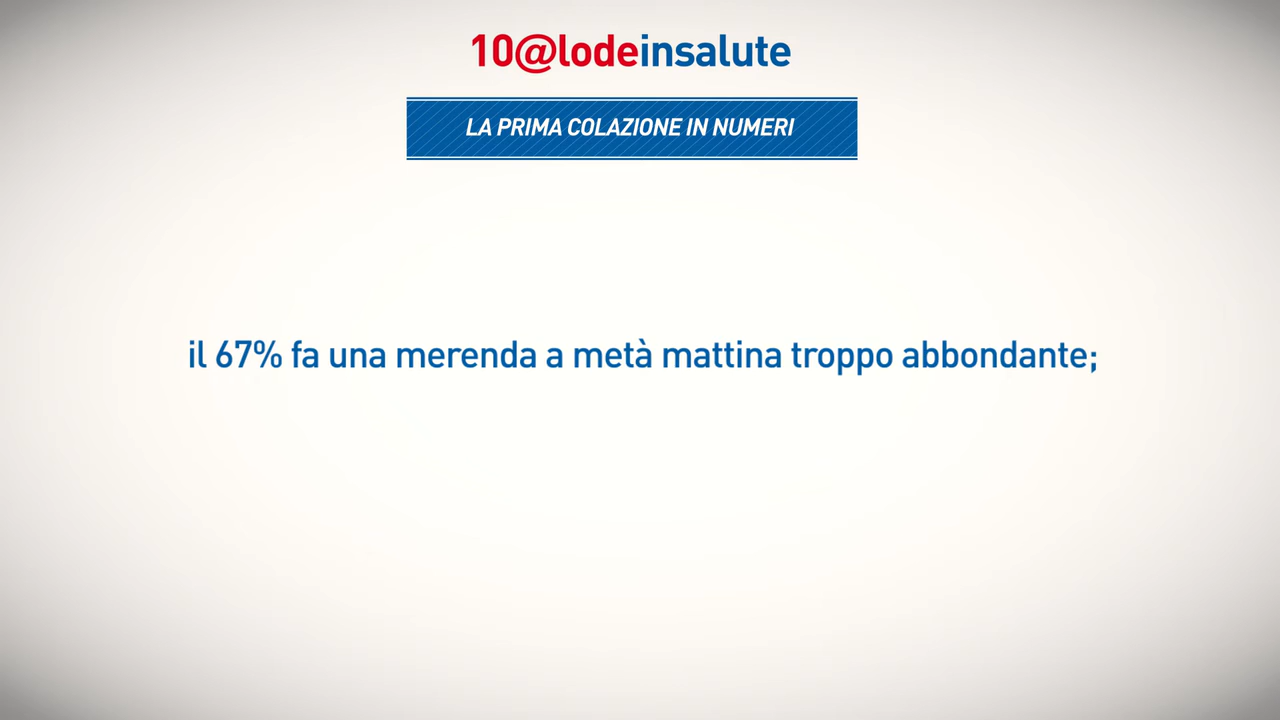 10@lodeinsalute
LA PRIMA COLAZIONE IN NUMERI
il 67% fa una merenda a metà mattina troppo abbondante;